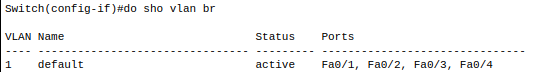 Switch(config-if)#do sho vlan br
VLAN Name                             Status    Ports
---- -------------------------------- --------- -------------------------------
1    default                          active    Fa0/1, Fa0/2, Fa0/3, Fa0/4